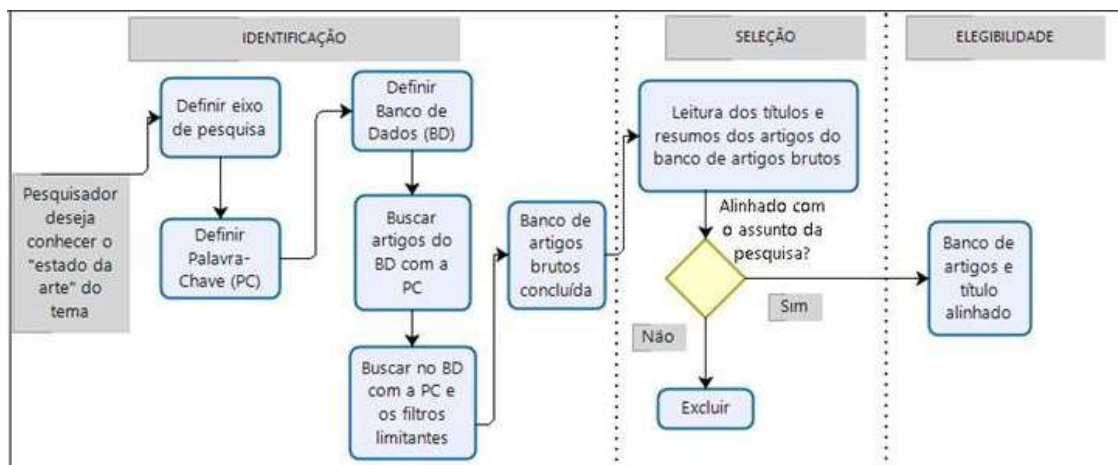 IDENTIFICAÇÃO
Pesquisador
deseja
conhecer o
"estado da
arte" do
tema
Definir eixo
de pesquisa
Definir
Palavra-
Chave (PC)
Definir
Banco de
Dados (BD)
Buscar
artigos do
BD com a
PC
Buscar no BD
com a PC e
os filtros
limitantes
Banco de
artigos
brutos
concluída
SELEÇÃO
Leitura dos títulos e
resumos dos artigos do
banco de artigos brutos
Alinhado com
o assunto da
pesquisa?
Sim
Não
Excluir
ELEGIBILIDADE
Banco de
artigos e
título
alinhado